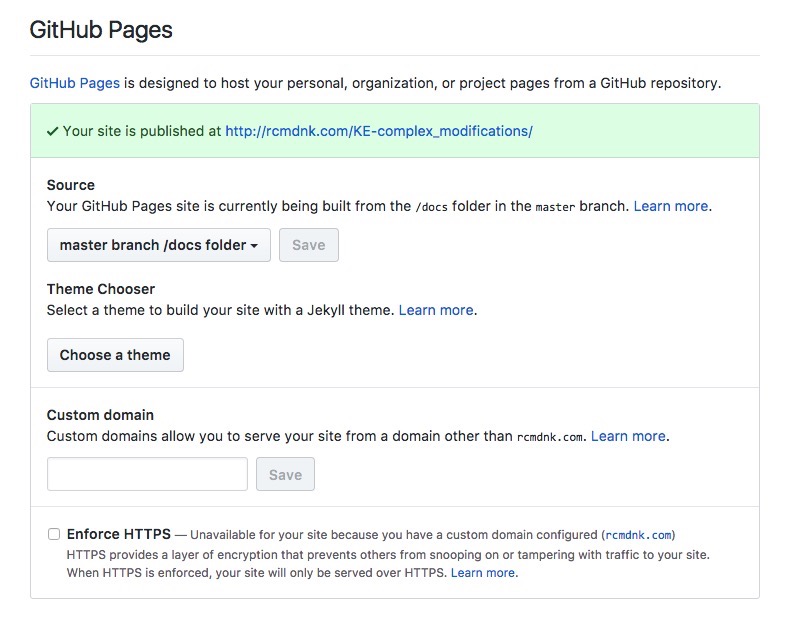 GitHub Pages
GitHub Pages is designed to host your personal, organization, or project pages from a GitHub repository.
✓ Your site is published at http://rcmdnk.com/KE-complex_modifications/
Source
Your GitHub Pages site is currently being built from the /docs folder in the master branch. Learn more.
master branch /docs folder
Save
Theme Chooser
Select a theme to build your site with a Jekyll theme. Learn more.
Choose a theme
Custom domain
Custom domains allow you to serve your site from a domain other than rcmdnk.com. Learn more.
Save
Enforce HTTPS — Unavailable for your site because you have a custom domain configured (rcmdnk.com)
HTTPS provides a layer of encryption that prevents others from snooping on or tampering with traffic to your site.
When HTTPS is enforced, your site will only be served over HTTPS. Learn more.